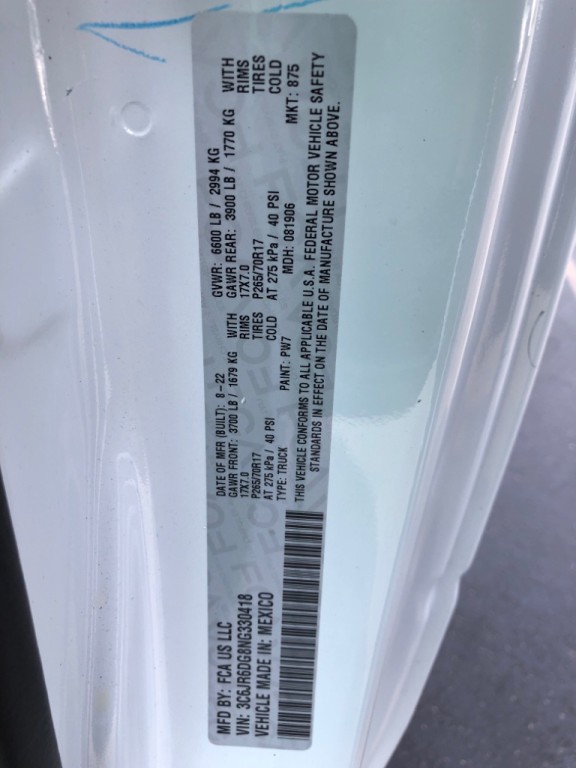 MFD BY: FCA US LLC
VIN: 3C6JR6DG8NG330418
VEHICLE MADE IN: MEXICO
DATE OF MFR (BUILT): 8-22
GAWR FRONT: 3700 LB / 1679 KG WITH
17X7.0 RIMS
P265/70R17 TIRES
AT 275 kPa / 40 PSI COLD
TYPE: TRUCK PAINT: PW7
GVWR: 6600 LB / 2994 KG
GAWR REAR: 3900 LB / 1770 KG WITH
17X7.0 RIMS
P265/70R17 TIRES
AT 275 kPa / 40 PSI COLD
MDH: 081906 MKT: 875
THIS VEHICLE CONFORMS TO ALL APPLICABLE U.S.A. FEDERAL MOTOR VEHICLE SAFETY
STANDARDS IN EFFECT ON THE DATE OF MANUFACTURE SHOWN ABOVE.